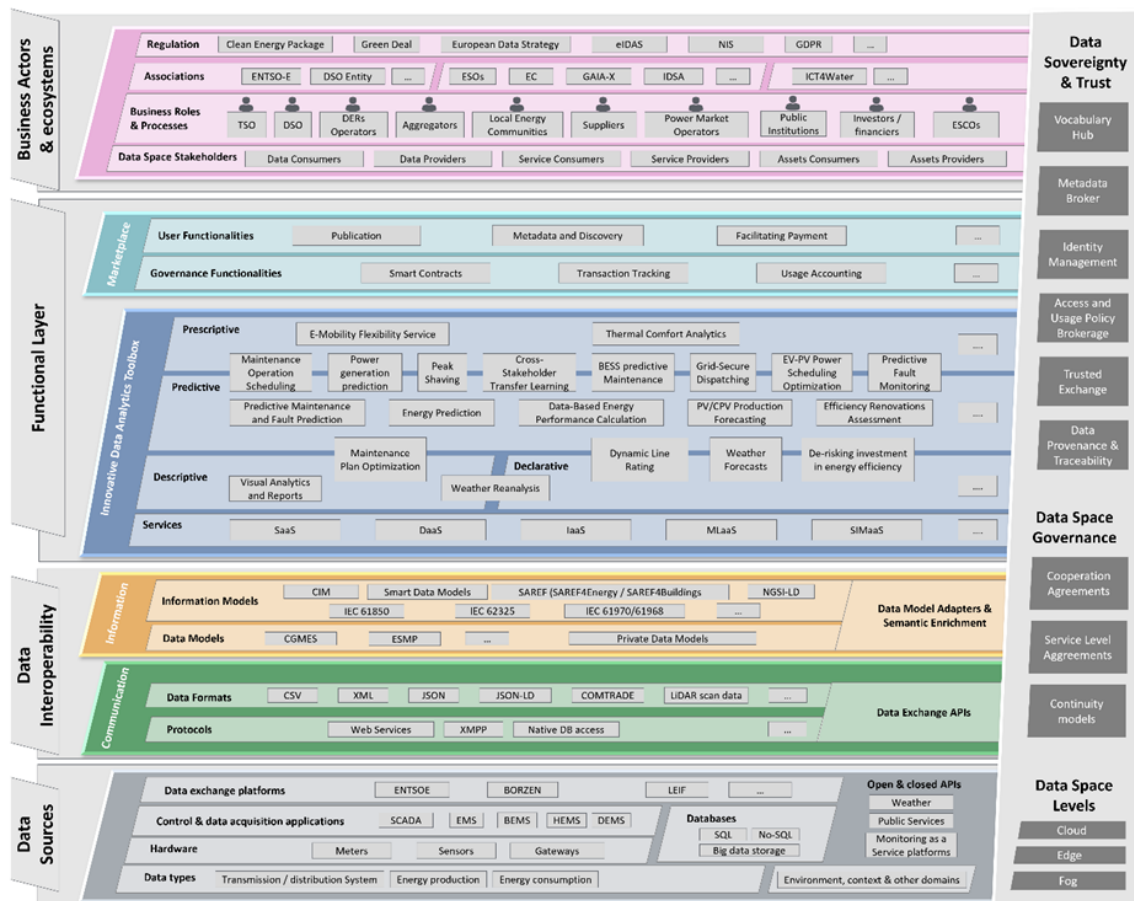 Business Actors
& ecosystems
Regulation
Clean Energy Package
Green Deal
European Data Strategy
eIDAS
NIS
GDPR
...
Associations
ENTSO-E
DSO Entity
...
ESOs
EC
GAIA-X
IDSA
...
ICT4Water
...
Business Roles
& Processes
TSO
DSO
DERs
Operators
Aggregators
Local Energy
Communities
Suppliers
Power Market
Operators
Public
Institutions
Investors /
financiers
ESCOs
Data Space Stakeholders
Data Consumers
Data Providers
Service Consumers
Service Providers
Assets Consumers
Assets Providers
Functional Layer
Marketplace
User Functionalities
Publication
Metadata and Discovery
Facilitating Payment
...
Governance Functionalities
Smart Contracts
Transaction Tracking
Usage Accounting
...
Innovative Data Analytics Toolbox
Prescriptive
E-Mobility Flexibility Service
Thermal Comfort Analytics
....
Predictive
Maintenance
Operation
Scheduling
Power
generation
prediction
Peak
Shaving
Cross-
Stakeholder
Transfer Learning
BESS predictive
Maintenance
Grid-Secure
Dispatching
EV-PV Power
Scheduling
Optimization
Predictive
Fault
Monitoring
Predictive Maintenance
and Fault Prediction
Energy Prediction
Data-Based Energy
Performance Calculation
PV/CPV Production
Forecasting
Efficiency Renovations
Assessment
....
Maintenance
Plan Optimization
Descriptive
Visual Analytics
and Reports
Weather Reanalysis
Declarative
Dynamic Line
Rating
Weather
Forecasts
De-risking investment
in energy efficiency
....
Services
SaaS
DaaS
IaaS
MLaaS
SIMaaS
....
Data
Interoperability
Information
Information Models
CIM
Smart Data Models
SAREF (SAREF4Energy / SAREF4Buildings
NGSI-LD
IEC 61850
IEC 62325
IEC 61970/61968
...
Data Models
CGMES
ESMP
...
Private Data Models
Data Model Adapters &
Semantic Enrichment
Communication
Data Formats
CSV
XML
JSON
JSON-LD
COMTRADE
LiDAR scan data
...
Protocols
Web Services
XMPP
Native DB access
...
Data Exchange APIs
Data
Sources
Data exchange platforms
ENTSOE
BORZEN
LEIF
...
Control & data acquisition applications
SCADA
EMS
BEMS
HEMS
DEMS
Hardware
Meters
Sensors
Gateways
Databases
SQL
No-SQL
Big data storage
Open & closed APIs
Weather
Public Services
Monitoring as a
Service platforms
Data types
Transmission / distribution System
Energy production
Energy consumption
Environment, context & other domains
Data
Sovereignty
& Trust
Vocabulary
Hub
Metadata
Broker
Identity
Management
Access and
Usage Policy
Brokerage
Trusted
Exchange
Data
Provenance &
Traceability
Data Space
Governance
Cooperation
Agreements
Service Level
Aggreements
Continuity
models
Data Space
Levels
Cloud
Edge
Fog